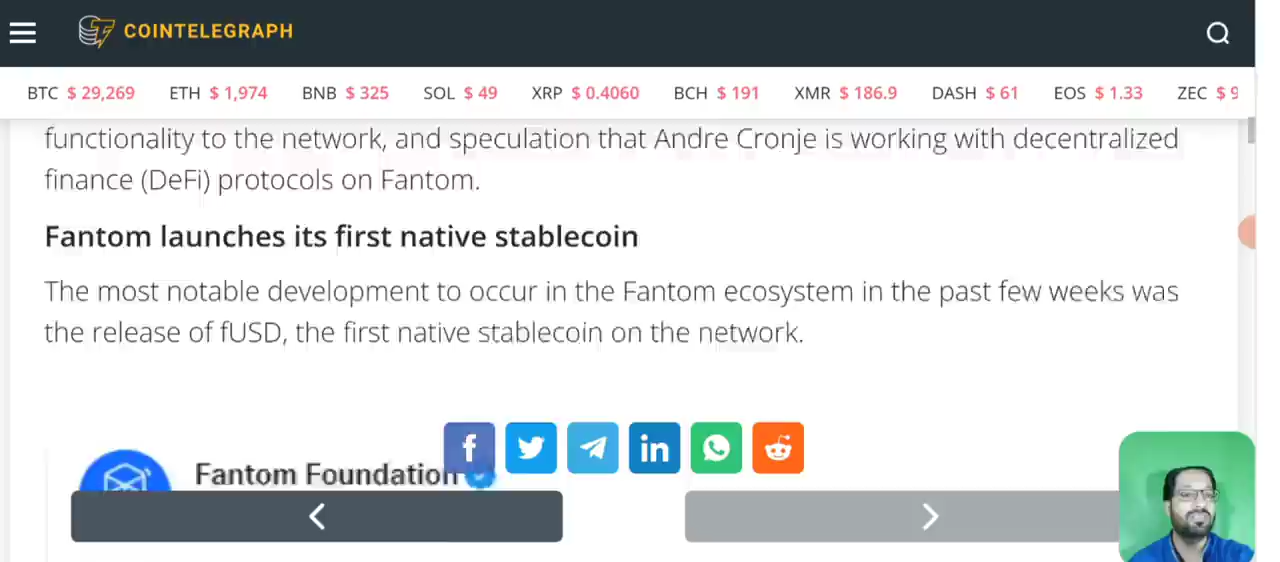 COINTELEGRAPH
BTC $ 29,269 ETH $ 1,974 BNB $ 325 SOL $ 49 XRP $ 0.4060 BCH $ 191 XMR $ 186.9 DASH $ 61 EOS $ 1.33 ZEC $ 9
functionality to the network, and speculation that Andre Cronje is working with decentralized
finance (DeFi) protocols on Fantom.
Fantom launches its first native stablecoin
The most notable development to occur in the Fantom ecosystem in the past few weeks was
the release of fUSD, the first native stablecoin on the network.
Fantom Foundation